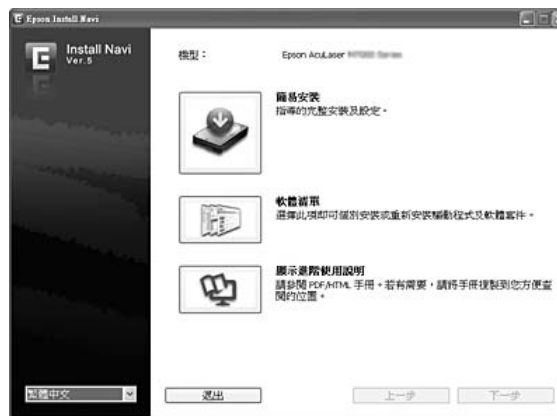 Epson Install Navi
Install Navi
Ver.5
機型：
Epson AcuLaser Series
簡易安裝
指導的完整安裝及設定。
軟體清單
選擇此項即可個別安裝或重新安裝驅動程式及軟體套件。
顯示進階使用說明
請參閱 PDF/HTML 手冊。若有需要，請將手冊複製到您方便查
閱的位置。
繁體中文
退出
上一步
下一步